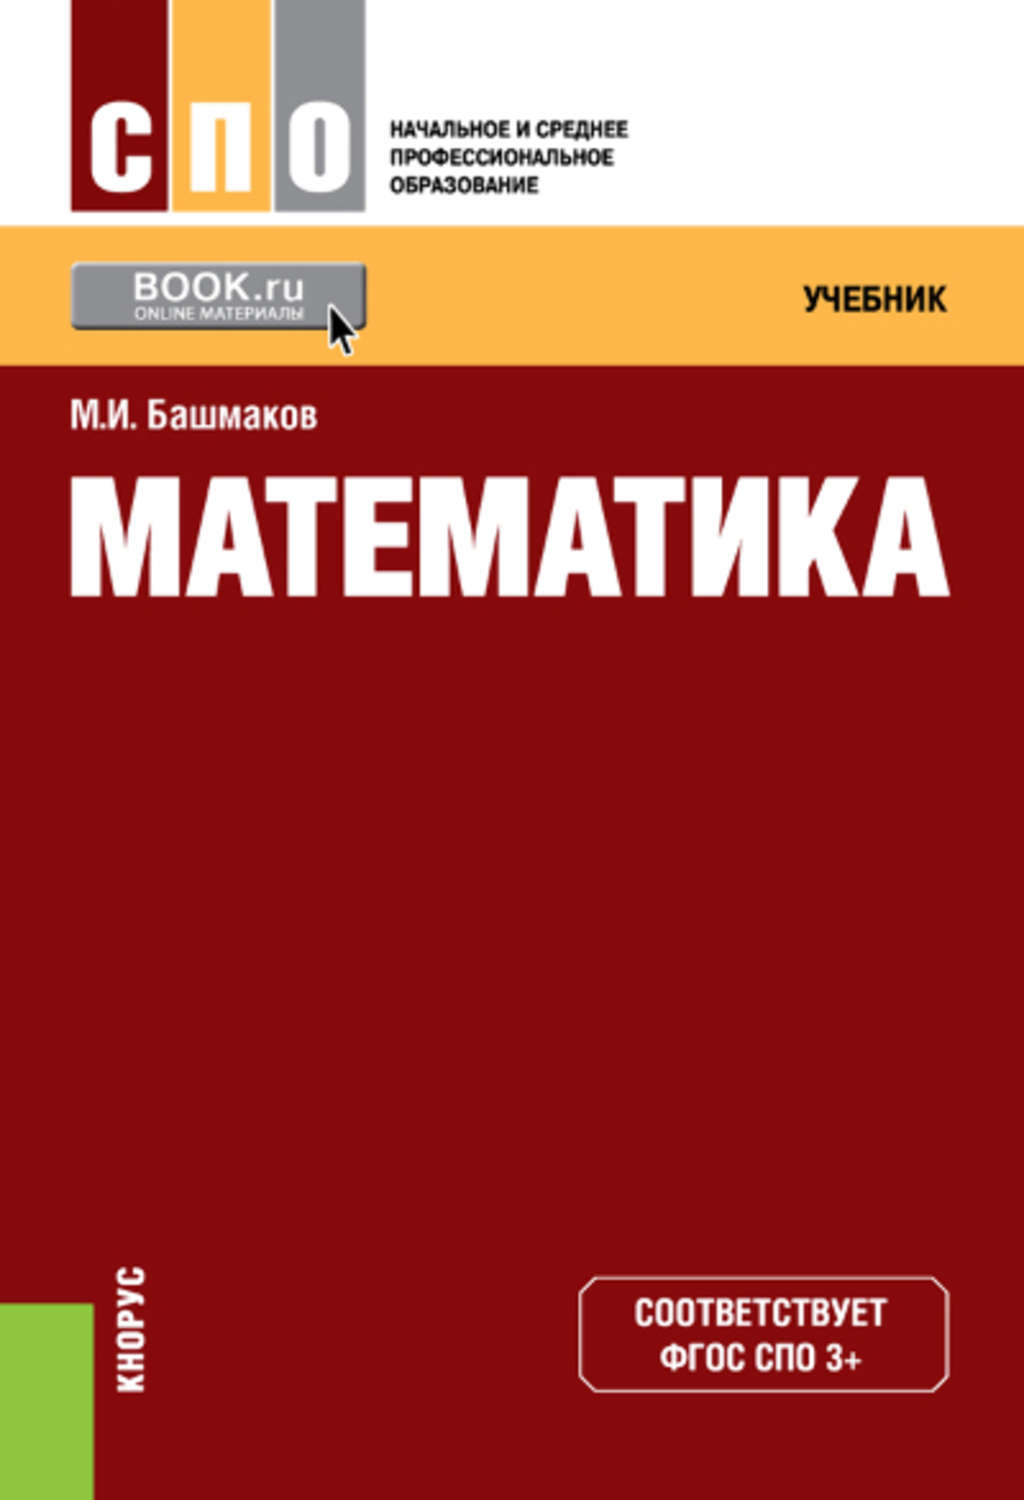 СПО
НАЧАЛЬНОЕ И СРЕДНЕЕ
ПРОФЕССИОНАЛЬНОЕ
ОБРАЗОВАНИЕ
BOOK.ru
ONLINE МАТЕРИАЛЫ
УЧЕБНИК
М.И. Башмаков
МАТЕМАТИКА
КНОРУС
СООТВЕТСТВУЕТ
ФГОС СПО 3+